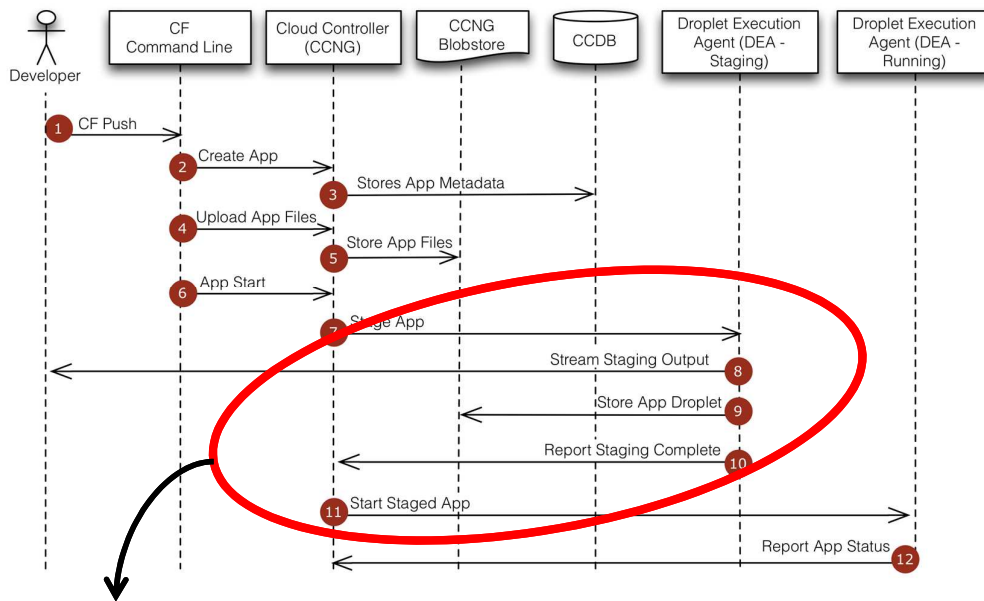 Developer
CF
Command Line
Cloud Controller
(CCNG)
CCNG
Blobstore
CCDB
Droplet Execution
Agent (DEA -
Staging)
Droplet Execution
Agent (DEA -
Running)
1 CF Push
2 Create App
3 Stores App Metadata
4 Upload App Files
5 Store App Files
6 App Start
7 Stage App
Stream Staging Output 8
Store App Droplet 9
Report Staging Complete 10
11 Start Staged App
Report App Status 12